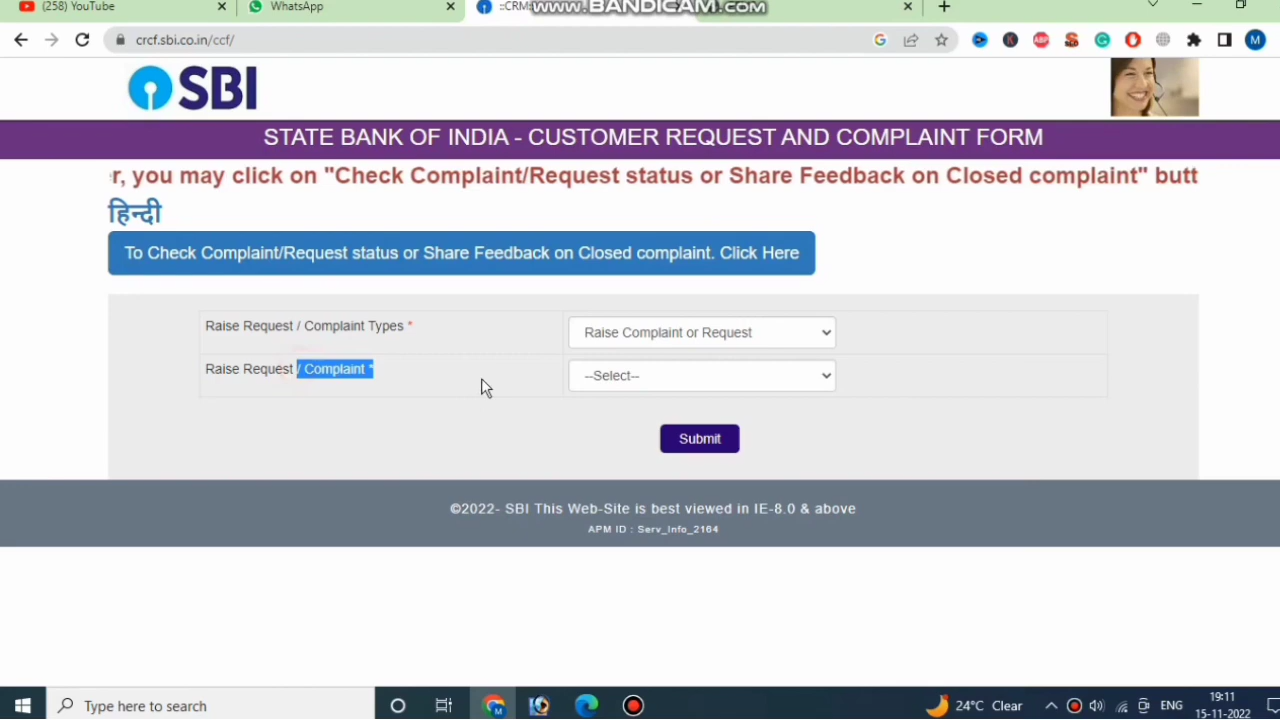 (258) YouTube
WhatsApp
::CRM
www.BANDICAM.com
crcf.sbi.co.in/ccf/
M
SBI
STATE BANK OF INDIA - CUSTOMER REQUEST AND COMPLAINT FORM
r, you may click on "Check Complaint/Request status or Share Feedback on Closed complaint" butt
हिन्दी
To Check Complaint/Request status or Share Feedback on Closed complaint. Click Here
Raise Request / Complaint Types *
Raise Complaint or Request
Raise Request / Complaint *
--Select--
Submit
©2022- SBI This Web-Site is best viewed in IE-8.0 & above
APM ID : Serv_Info_2164
Type here to search
24°C Clear
ENG
19:11
15-11-2022